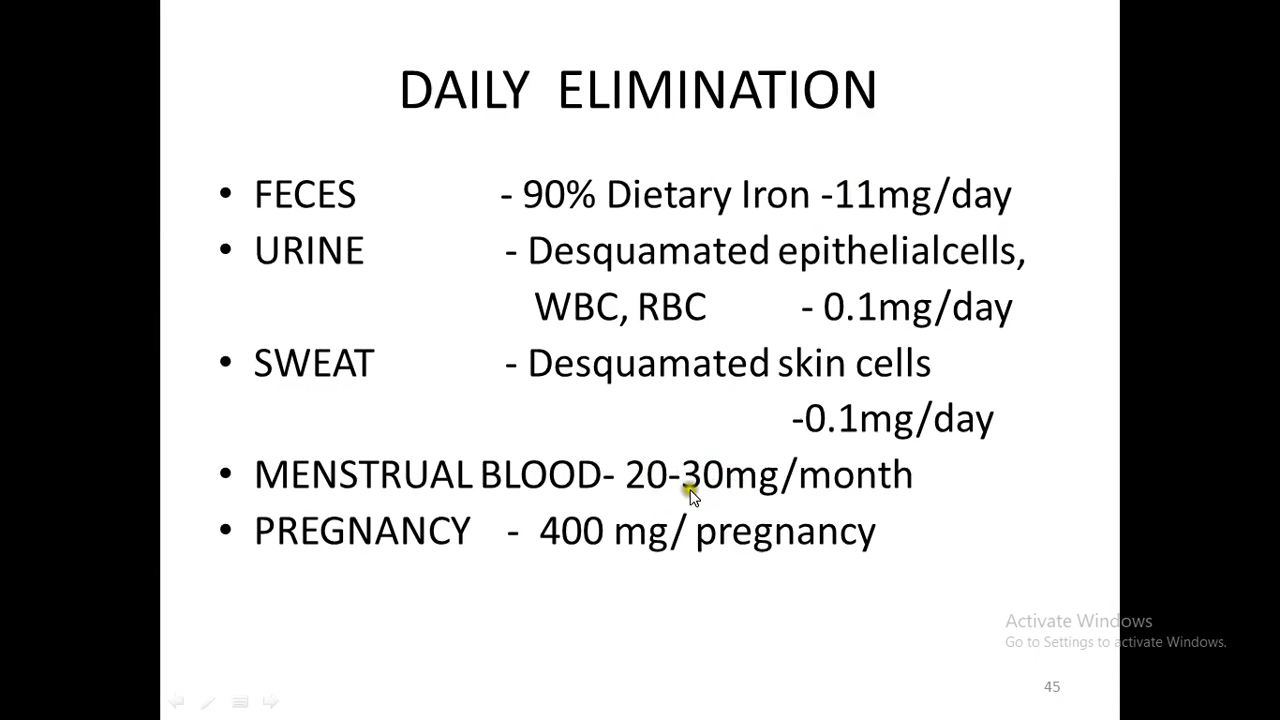 DAILY ELIMINATION
• FECES - 90% Dietary Iron -11mg/day
• URINE - Desquamated epithelialcells,
WBC, RBC - 0.1mg/day
• SWEAT - Desquamated skin cells
-0.1mg/day
• MENSTRUAL BLOOD- 20-30mg/month
• PREGNANCY - 400 mg/ pregnancy
Activate Windows
Go to Settings to activate Windows.
45